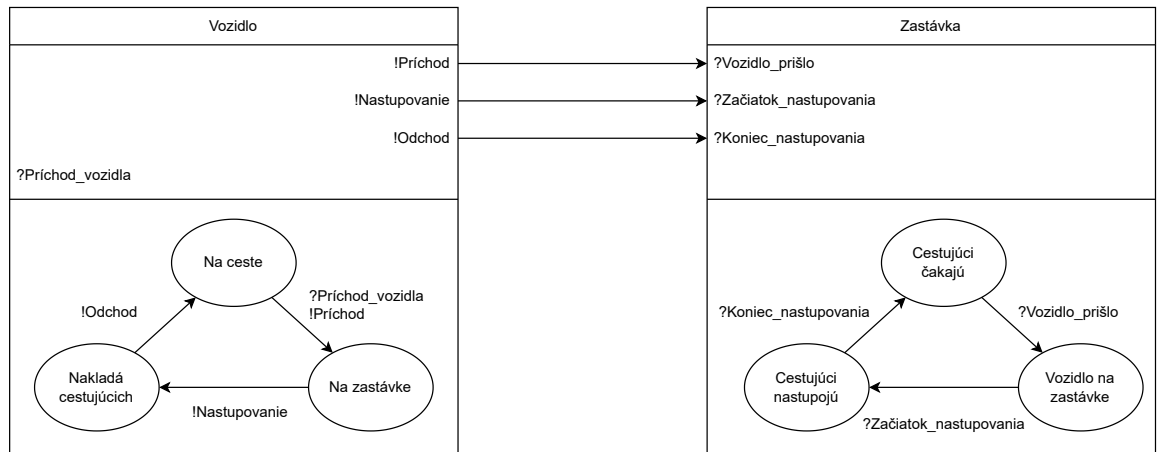 Vozidlo
!Príchod
!Nastupovanie
!Odchod
?Príchod_vozidla
Na ceste
!Odchod
?Príchod_vozidla
!Príchod
Nakladá
cestujúcich
Na zastávke
!Nastupovanie
Zastávka
?Vozidlo_prišlo
?Začiatok_nastupovania
?Koniec_nastupovania
Cestujúci
čakajú
?Koniec_nastupovania
?Vozidlo_prišlo
Cestujúci
nastupojú
Vozidlo na
zastávke
?Začiatok_nastupovania